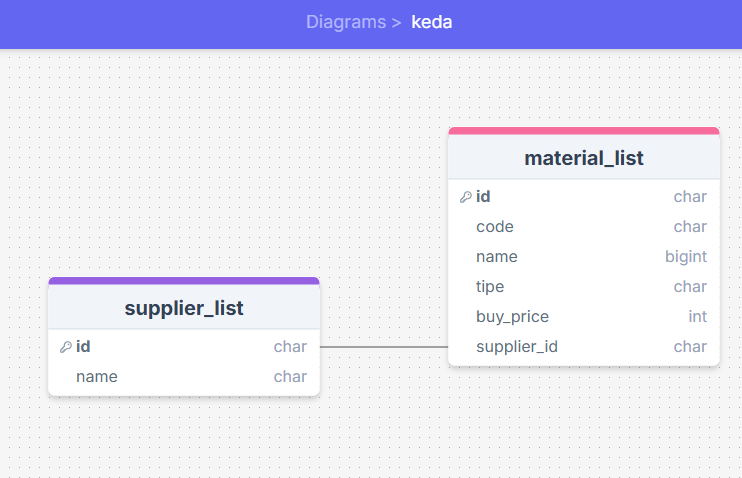 Diagrams > keda
supplier_list
id char
name char
material_list
id char
code char
name bigint
tipe char
buy_price int
supplier_id char